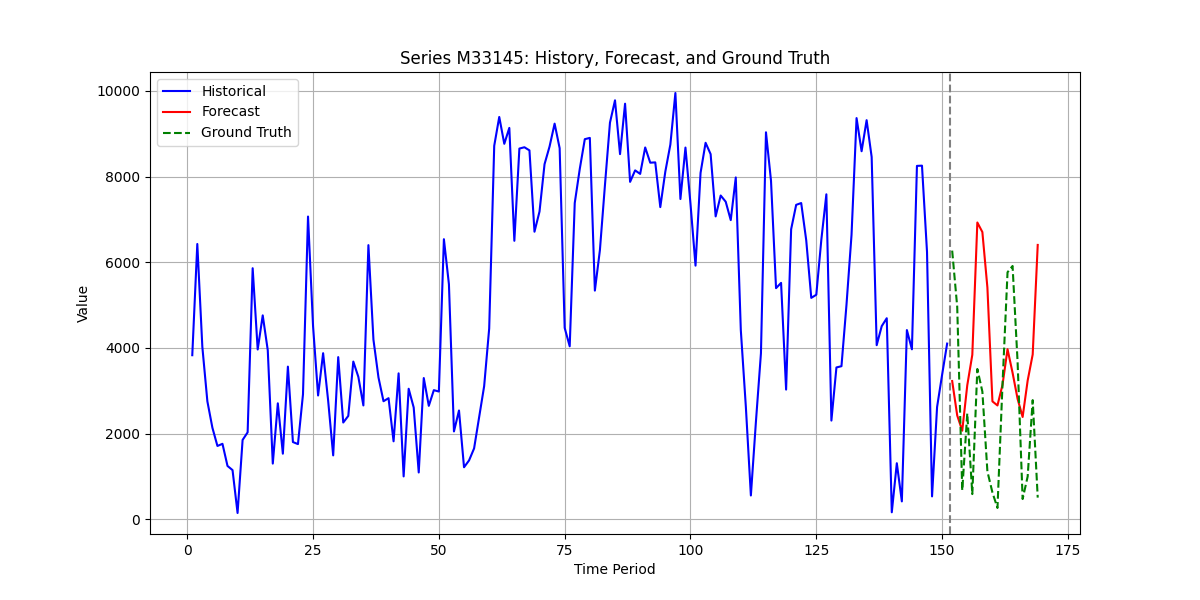 Series M33145: History, Forecast, and Ground Truth
Historical
Forecast
Ground Truth
10000
8000
6000
4000
2000
0
Value
0 25 50 75 100 125 150 175
Time Period